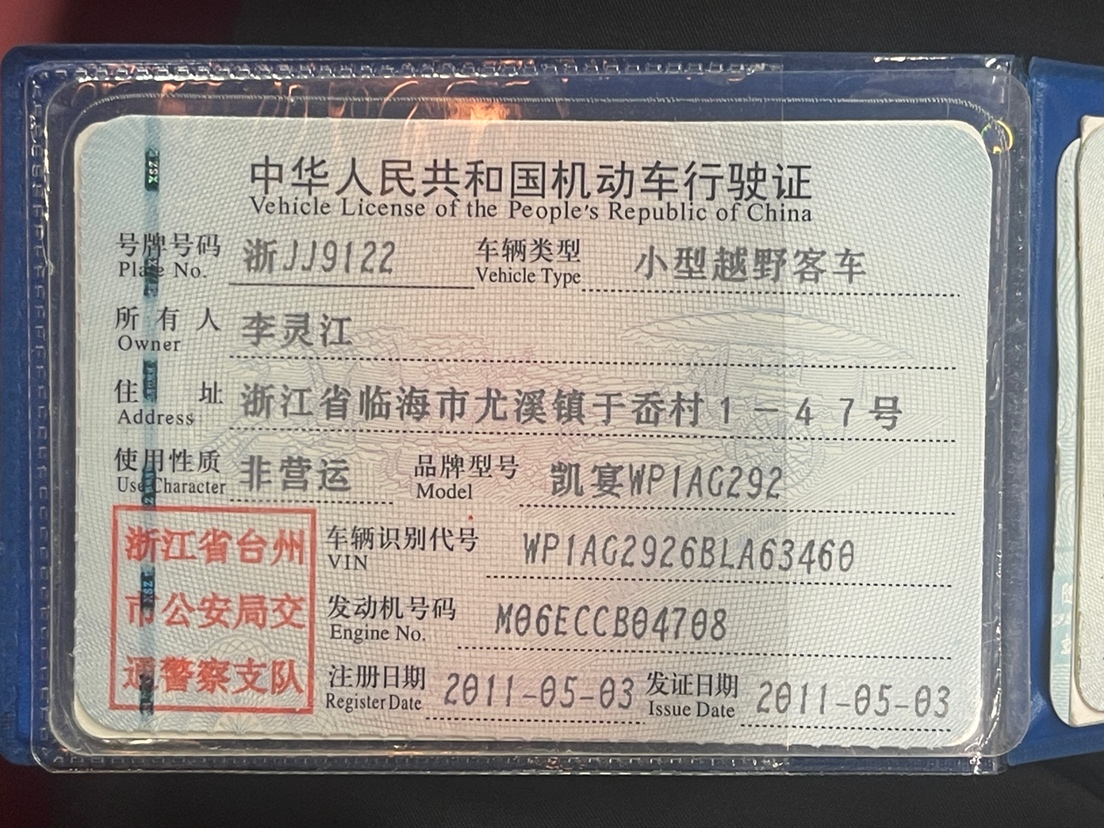 中华人民共和国机动车行驶证
Vehicle License of the People's Republic of China
号牌号码 浙JJ9122 车辆类型 小型越野客车
Plate No. Vehicle Type
所有人 李灵江
Owner
住址 浙江省临海市尤溪镇于岙村1－47号
Address
使用性质 非营运 品牌型号 凯宴WP1AG292
Use Character Model
浙江省台州
市公安局交
通警察支队
车辆识别代号 WP1AG2926BLA63460
VIN
发动机号码 M06ECCB04708
Engine No.
注册日期 2011-05-03 发证日期 2011-05-03
Register Date Issue Date